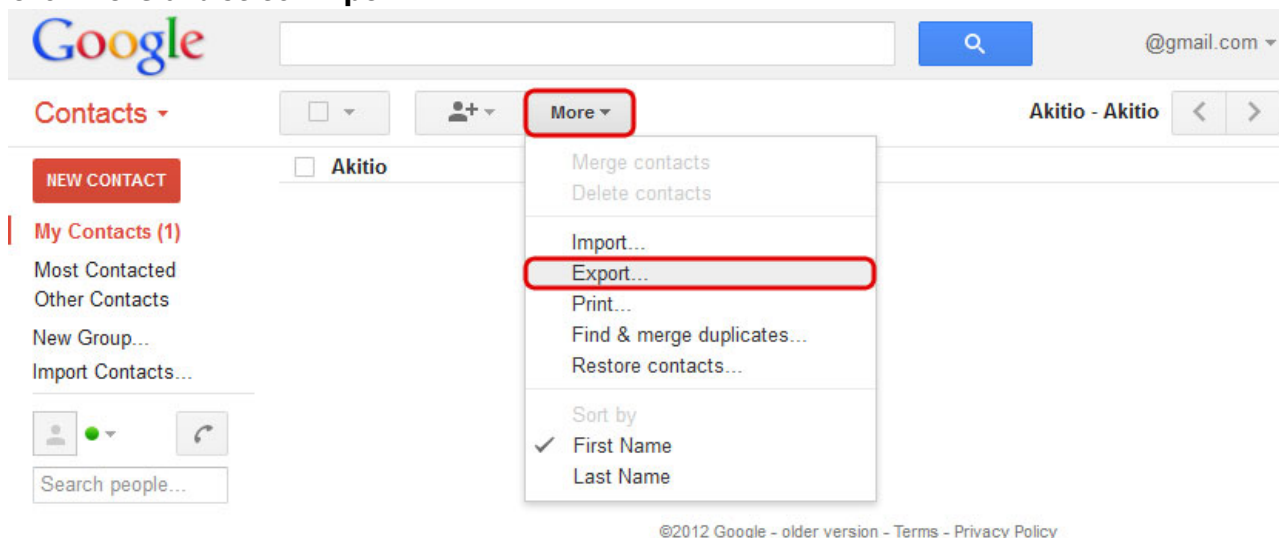 Google
@gmail.com
Contacts
More
Akitio - Akitio
Akitio
NEW CONTACT
My Contacts (1)
Most Contacted
Other Contacts
New Group...
Import Contacts...
Search people...
Merge contacts
Delete contacts
Import...
Export...
Print...
Find & merge duplicates...
Restore contacts...
Sort by
First Name
Last Name
©2012 Google - older version - Terms - Privacy Policy